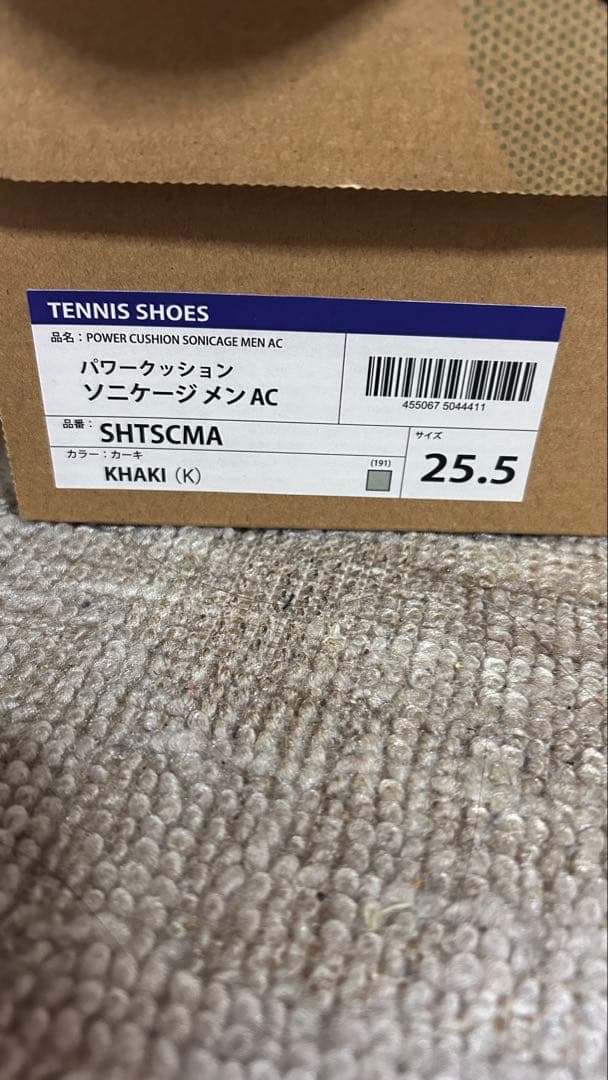 TENNIS SHOES
品名：POWER CUSHION SONICAGE MEN AC
パワークッション
ソニケージ メン AC
455067 5044411
品番：
SHTSCMA
カラー：カーキ
KHAKI（K）
(191)
サイズ
25.5